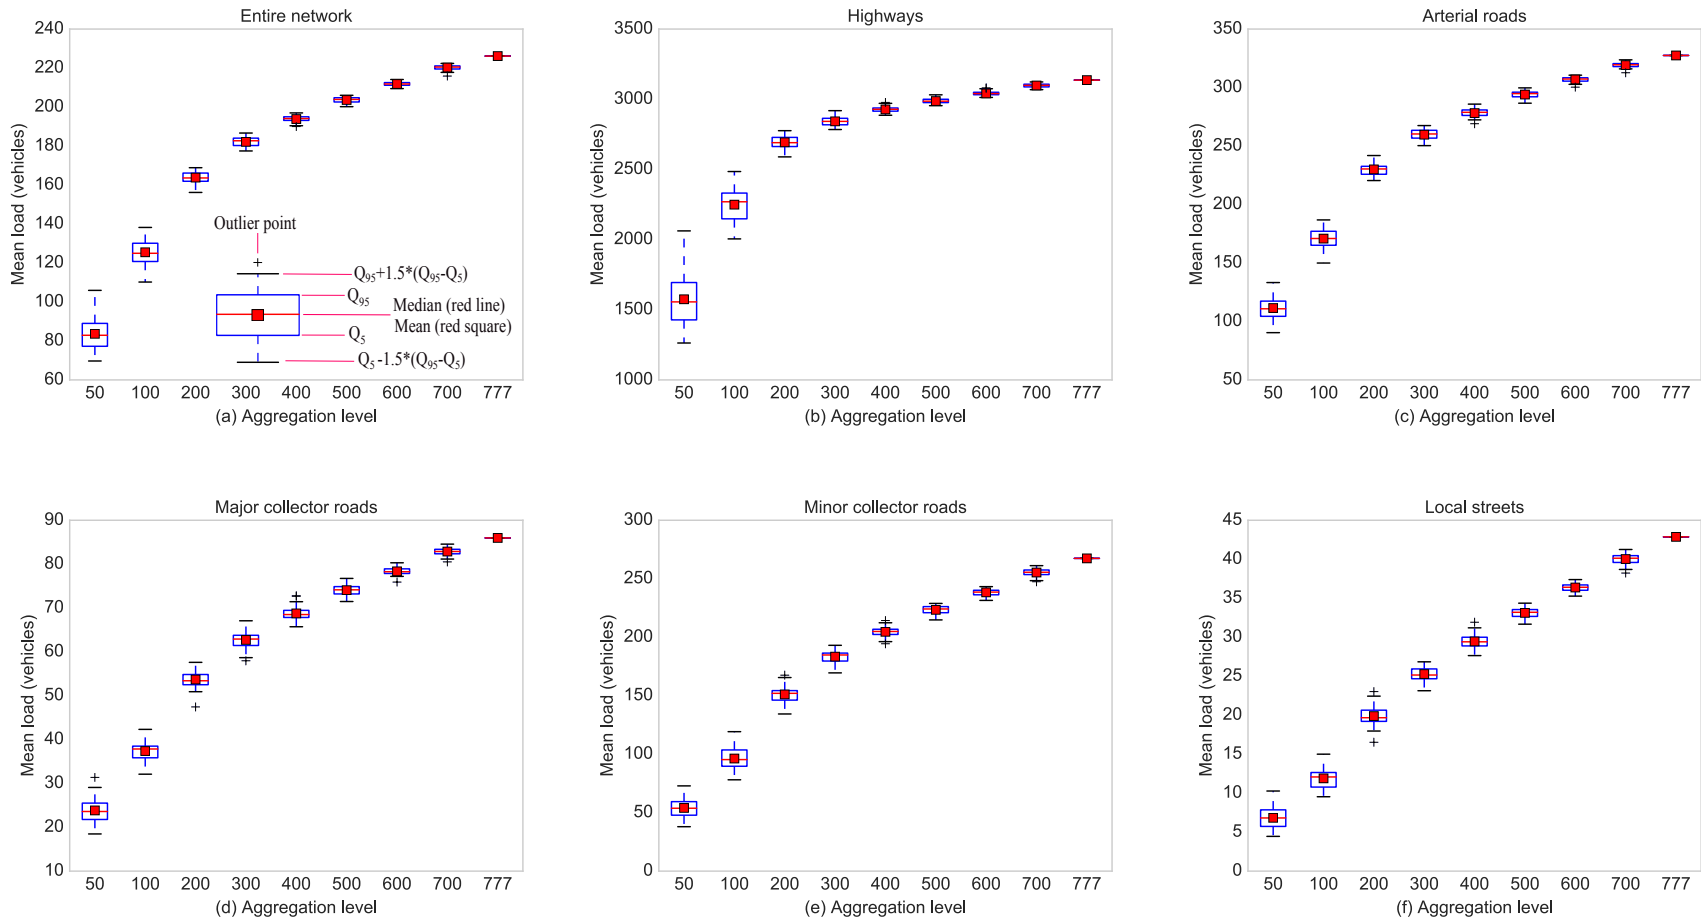 Entire network
Mean load (vehicles)
240
220
200
180
160
140
120
100
80
60
50 100 200 300 400 500 600 700 777
(a) Aggregation level
Outlier point
Q95+1.5*(Q95-Q5)
Q95
Median (red line)
Mean (red square)
Q5
Q5-1.5*(Q95-Q5)
Highways
Mean load (vehicles)
3500
3000
2500
2000
1500
1000
50 100 200 300 400 500 600 700 777
(b) Aggregation level
Arterial roads
Mean load (vehicles)
350
300
250
200
150
100
50
50 100 200 300 400 500 600 700 777
(c) Aggregation level
Major collector roads
Mean load (vehicles)
90
80
70
60
50
40
30
20
10
50 100 200 300 400 500 600 700 777
(d) Aggregation level
Minor collector roads
Mean load (vehicles)
300
250
200
150
100
50
0
50 100 200 300 400 500 600 700 777
(e) Aggregation level
Local streets
Mean load (vehicles)
45
40
35
30
25
20
15
10
5
0
50 100 200 300 400 500 600 700 777
(f) Aggregation level